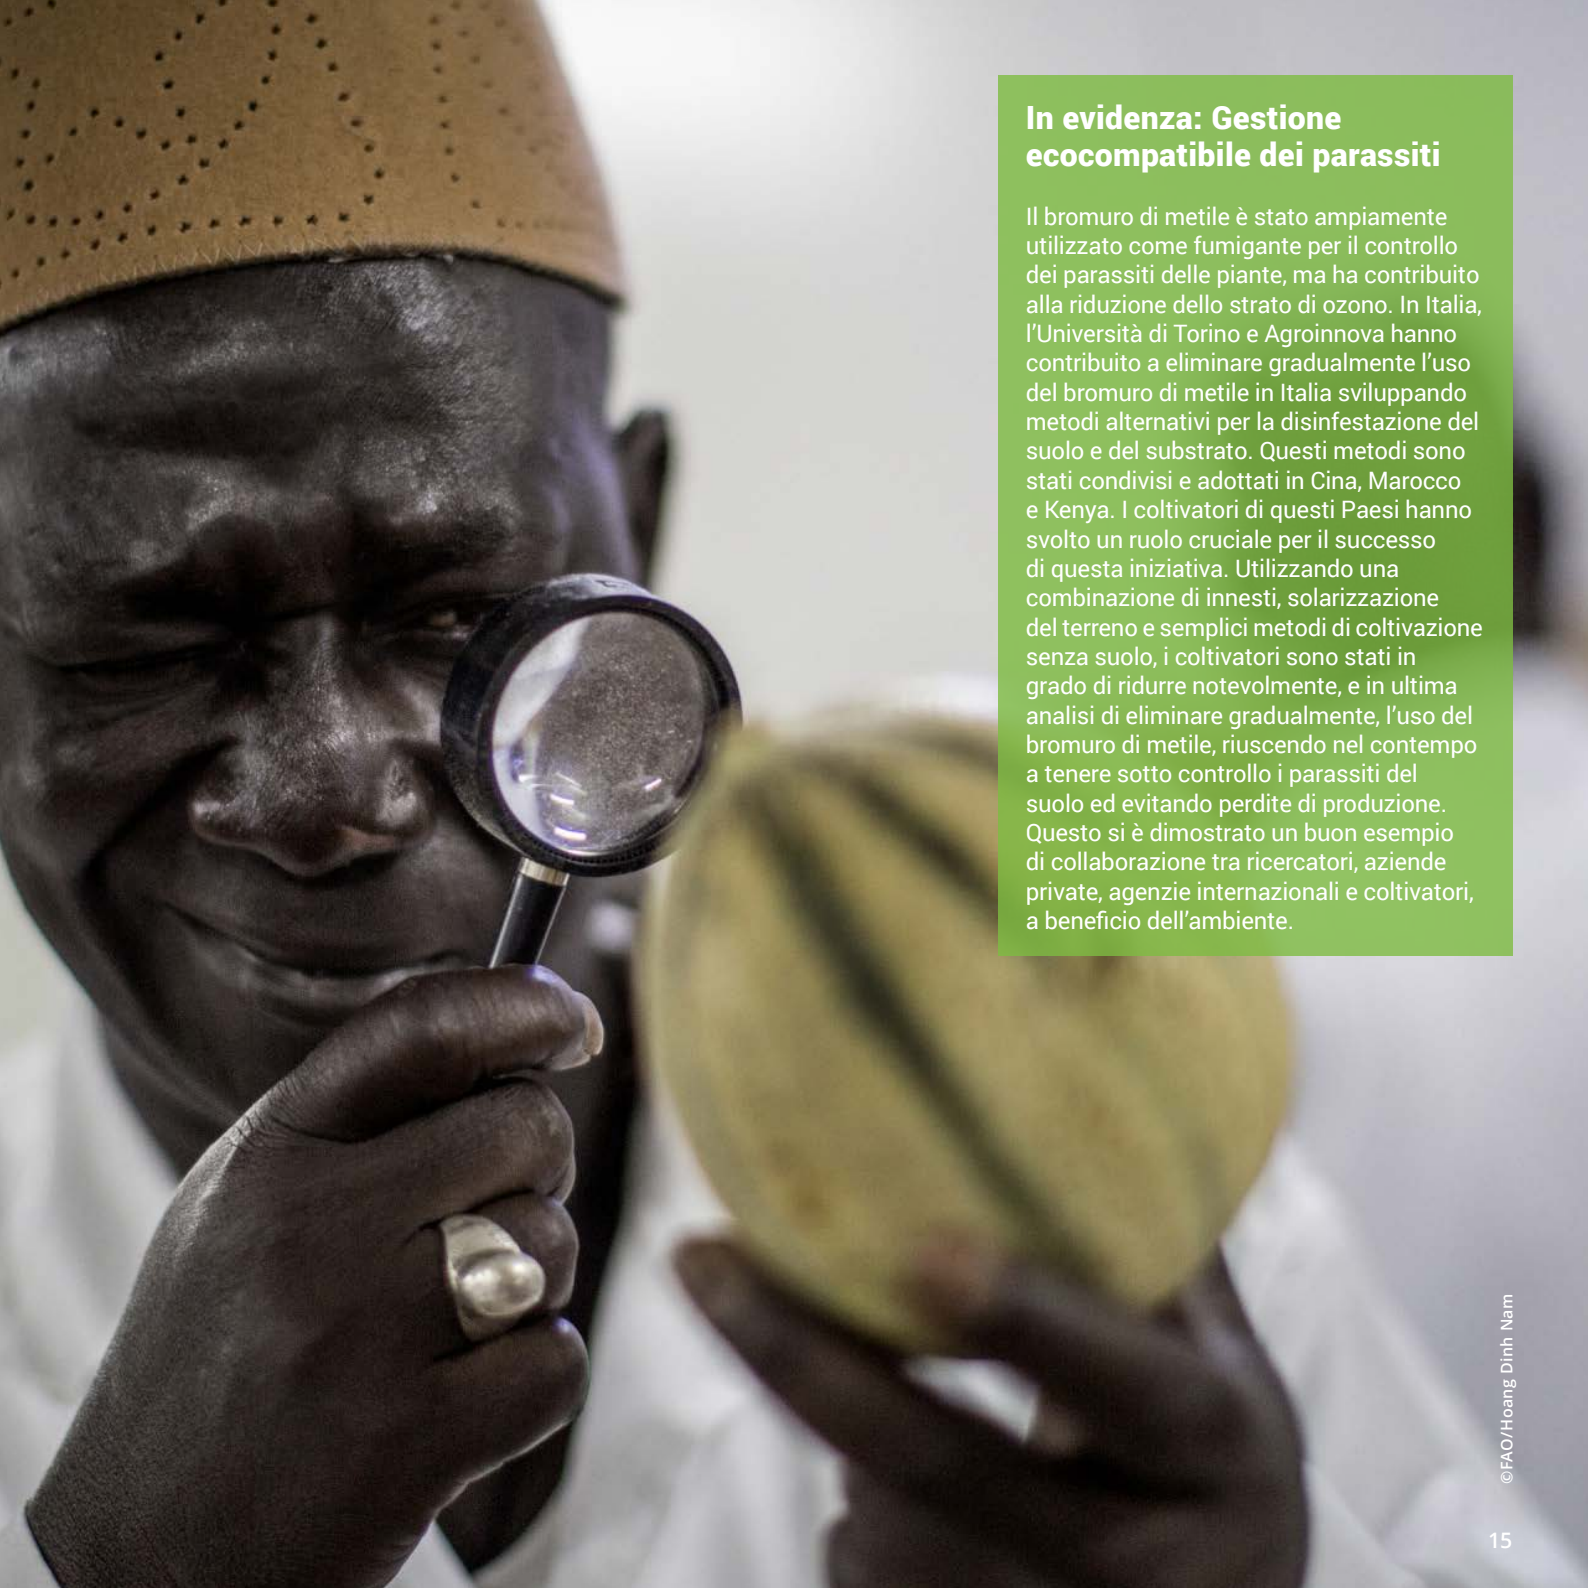 In evidenza: Gestione
ecocompatibile dei parassiti
Il bromuro di metile è stato ampiamente
utilizzato come fumigante per il controllo
dei parassiti delle piante, ma ha contribuito
alla riduzione dello strato di ozono. In Italia,
l’Università di Torino e Agroinnova hanno
contribuito a eliminare gradualmente l’uso
del bromuro di metile in Italia sviluppando
metodi alternativi per la disinfestazione del
suolo e del substrato. Questi metodi sono
stati condivisi e adottati in Cina, Marocco
e Kenya. I coltivatori di questi Paesi hanno
svolto un ruolo cruciale per il successo
di questa iniziativa. Utilizzando una
combinazione di innesti, solarizzazione
del terreno e semplici metodi di coltivazione
senza suolo, i coltivatori sono stati in
grado di ridurre notevolmente, e in ultima
analisi di eliminare gradualmente, l’uso del
bromuro di metile, riuscendo nel contempo
a tenere sotto controllo i parassiti del
suolo ed evitando perdite di produzione.
Questo si è dimostrato un buon esempio
di collaborazione tra ricercatori, aziende
private, agenzie internazionali e coltivatori,
a beneficio dell’ambiente.
©FAO/Hoang Dinh Nam
15